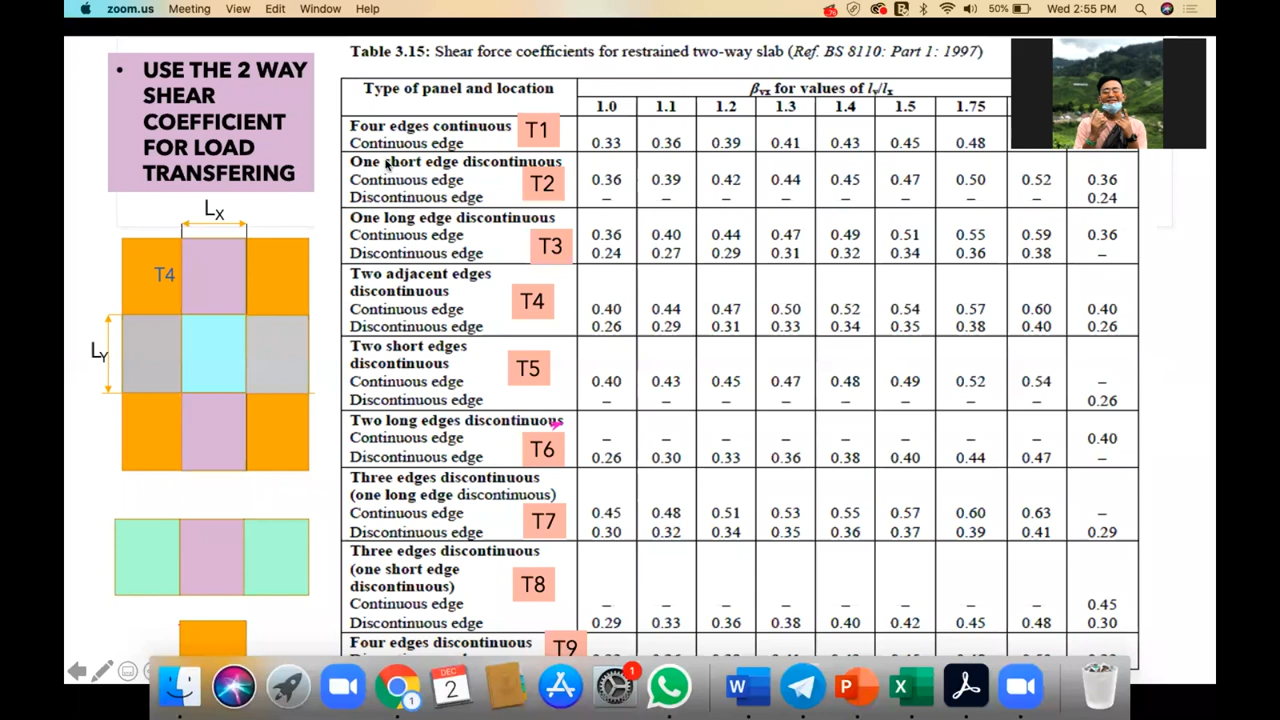 zoom.us Meeting View Edit Window Help 50% Wed 2:55 PM
• USE THE 2 WAY
SHEAR
COEFFICIENT
FOR LOAD
TRANSFERING
LX
T4
LY
Table 3.15: Shear force coefficients for restrained two-way slab (Ref. BS 8110: Part 1: 1997)
Type of panel and location βvx for values of ly/lx
1.0 1.1 1.2 1.3 1.4 1.5 1.75
Four edges continuous T1
Continuous edge 0.33 0.36 0.39 0.41 0.43 0.45 0.48
One short edge discontinuous T2
Continuous edge 0.36 0.39 0.42 0.44 0.45 0.47 0.50 0.52 0.36
Discontinuous edge – – – – – – – – 0.24
One long edge discontinuous T3
Continuous edge 0.36 0.40 0.44 0.47 0.49 0.51 0.55 0.59 0.36
Discontinuous edge 0.24 0.27 0.29 0.31 0.32 0.34 0.36 0.38 –
Two adjacent edges
discontinuous T4
Continuous edge 0.40 0.44 0.47 0.50 0.52 0.54 0.57 0.60 0.40
Discontinuous edge 0.26 0.29 0.31 0.33 0.34 0.35 0.38 0.40 0.26
Two short edges
discontinuous T5
Continuous edge 0.40 0.43 0.45 0.47 0.48 0.49 0.52 0.54 –
Discontinuous edge – – – – – – – – 0.26
Two long edges discontinuous T6
Continuous edge – – – – – – – – 0.40
Discontinuous edge 0.26 0.30 0.33 0.36 0.38 0.40 0.44 0.47 –
Three edges discontinuous
(one long edge discontinuous) T7
Continuous edge 0.45 0.48 0.51 0.53 0.55 0.57 0.60 0.63 –
Discontinuous edge 0.30 0.32 0.34 0.35 0.36 0.37 0.39 0.41 0.29
Three edges discontinuous
(one short edge
discontinuous) T8
Continuous edge – – – – – – – – 0.45
Discontinuous edge 0.29 0.33 0.36 0.38 0.40 0.42 0.45 0.48 0.30
Four edges discontinuous T9
DEC
2
1
1
W P X